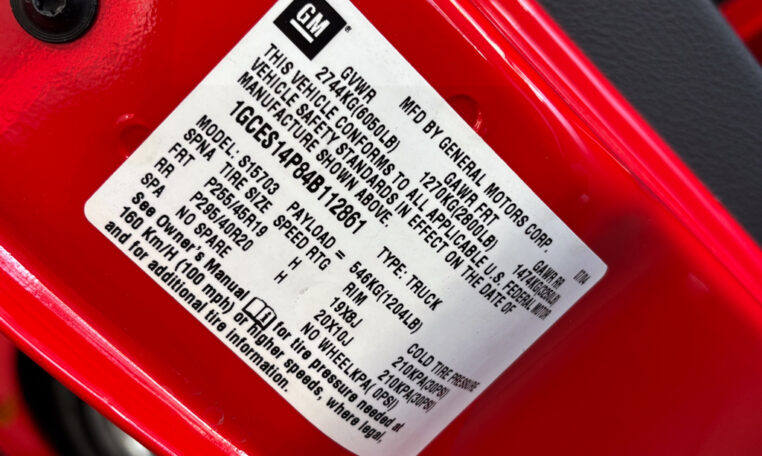 GM
MFD BY GENERAL MOTORS CORP. 07/04
GVWR GAWR FRT GAWR RR
2744KG(6050LB) 1270KG(2800LB) 1474KG(3250LB)
THIS VEHICLE CONFORMS TO ALL APPLICABLE U.S. FEDERAL MOTOR
VEHICLE SAFETY STANDARDS IN EFFECT ON THE DATE OF
MANUFACTURE SHOWN ABOVE.
1GCES14P84B112861 TYPE: TRUCK
MODEL: S15703 PAYLOAD = 546KG(1204LB)
SPNA TIRE SIZE SPEED RTG RIM COLD TIRE PRESSURE
FRT P255/45R19 H 19X8J 210KPA(30PSI)
RR P285/40R20 H 20X10J 210KPA(30PSI)
SPA NO SPARE NO WHEELKPA( 0PSI)
See Owner's Manual for tire pressure needed at
160 Km/H (100 mph) or higher speeds, where legal,
and for additional tire information.